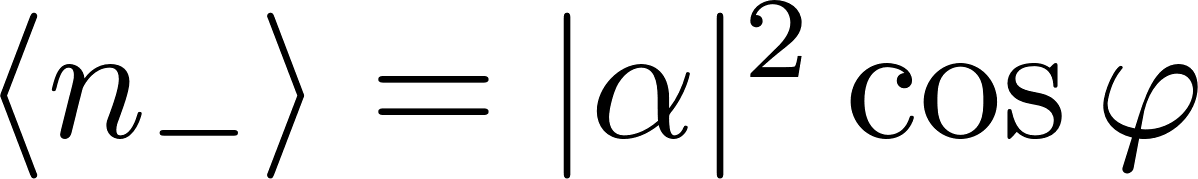 ⟨n₋⟩ = |α|² cos φ